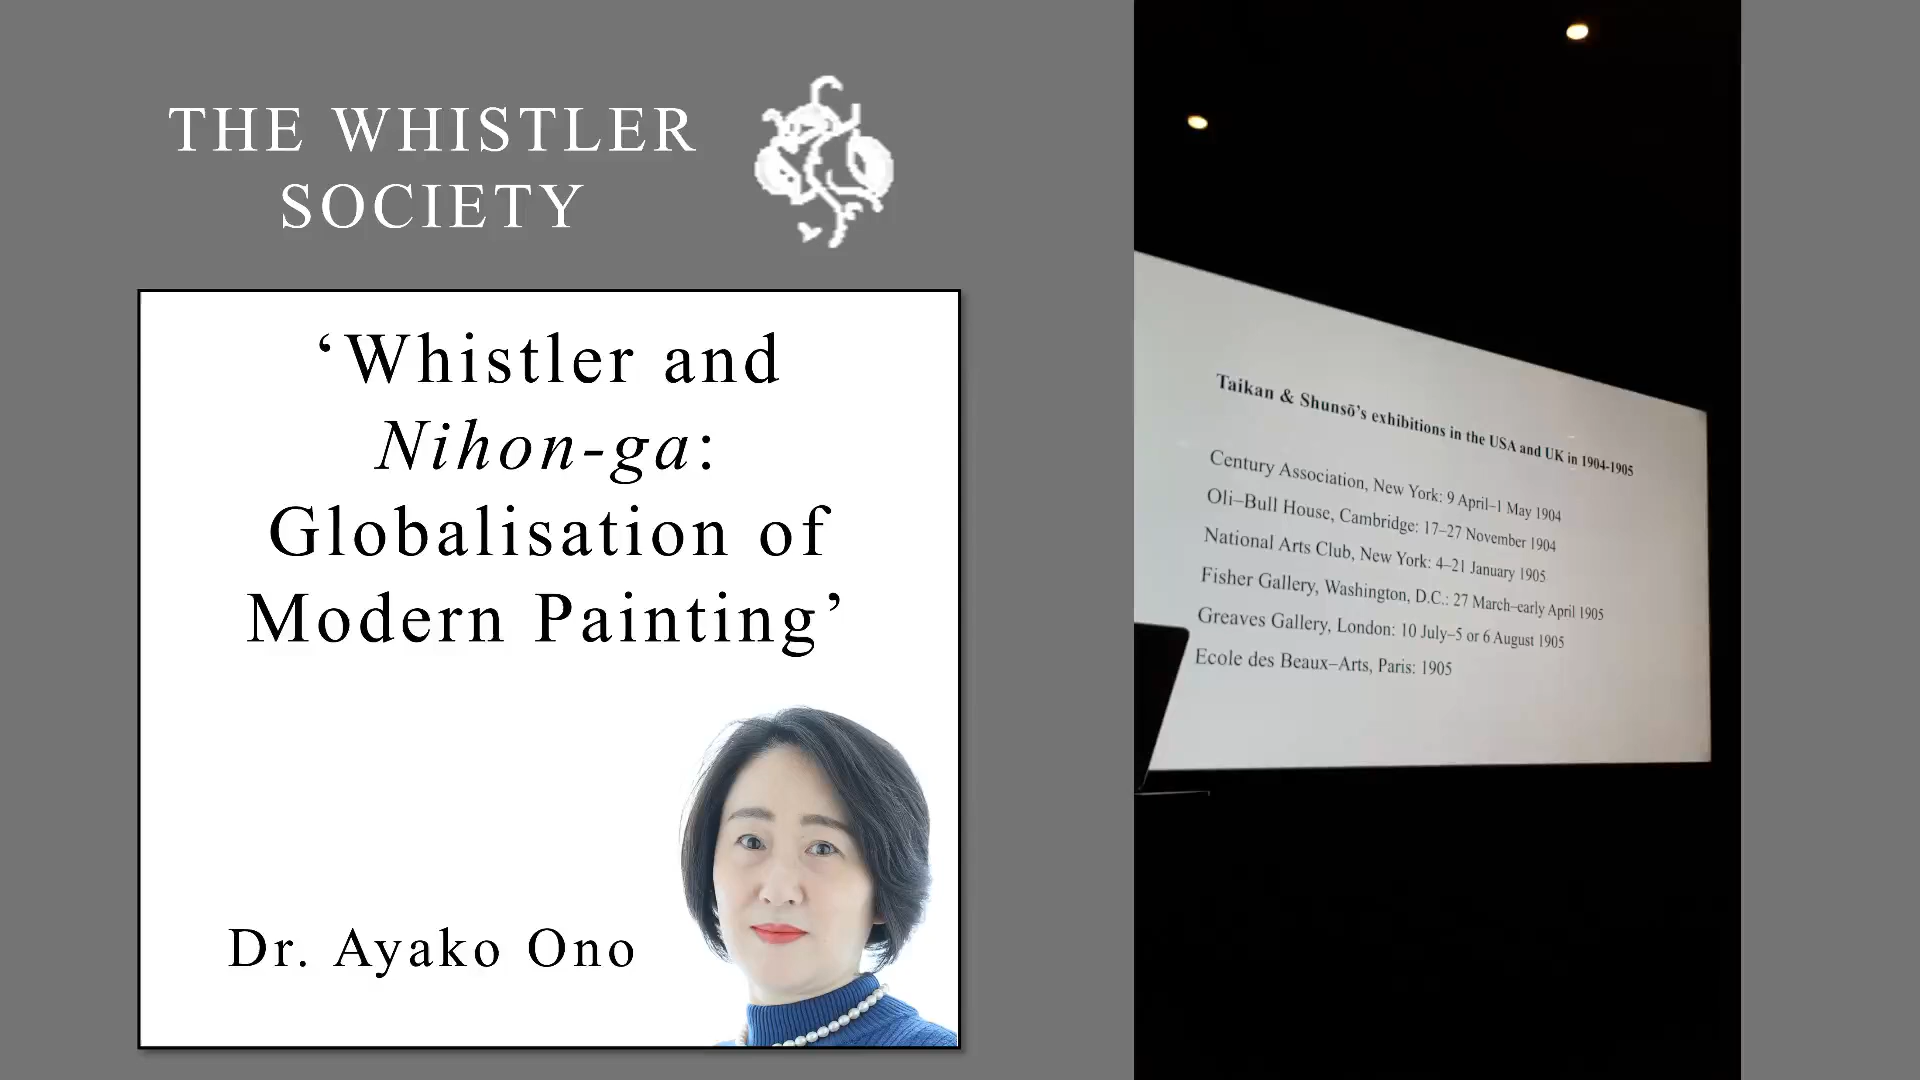 THE WHISTLER
SOCIETY
‘Whistler and
Nihon-ga:
Globalisation of
Modern Painting’
Dr. Ayako Ono
Taikan & Shunsō’s exhibitions in the USA and UK in 1904-1905
Century Association, New York: 9 April–1 May 1904
Oli–Bull House, Cambridge: 17–27 November 1904
National Arts Club, New York: 4–21 January 1905
Fisher Gallery, Washington, D.C.: 27 March–early April 1905
Greaves Gallery, London: 10 July–5 or 6 August 1905
Ecole des Beaux–Arts, Paris: 1905